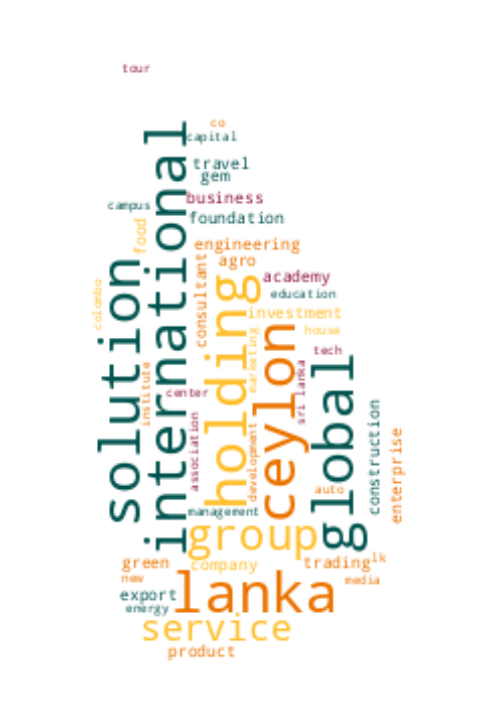 tour
co
capital
international
travel
gem
business
campus
foundation
food
engineering
agro
consultant
solution
academy
holding
colombo
education
investment
ceylon
house
marketing
tech
global
sri lanka
institute
center
construction
association
development
enterprise
auto
management
group
green
company
trading
lk
new
lanka
media
export
energy
service
product